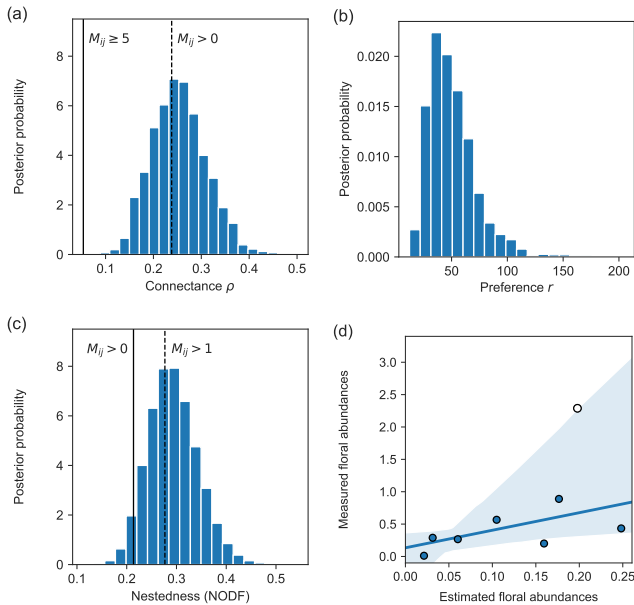 (a)
M_ij ≥ 5
M_ij > 0
Posterior probability
8
6
4
2
0
0.1 0.2 0.3 0.4 0.5
Connectance ρ
(b)
Posterior probability
0.020
0.015
0.010
0.005
0.000
50 100 150 200
Preference r
(c)
M_ij > 0
M_ij > 1
Posterior probability
8
6
4
2
0
0.1 0.2 0.3 0.4 0.5
Nestedness (NODF)
(d)
Measured floral abundances
3.0
2.5
2.0
1.5
1.0
0.5
0.0
0.00 0.05 0.10 0.15 0.20 0.25
Estimated floral abundances